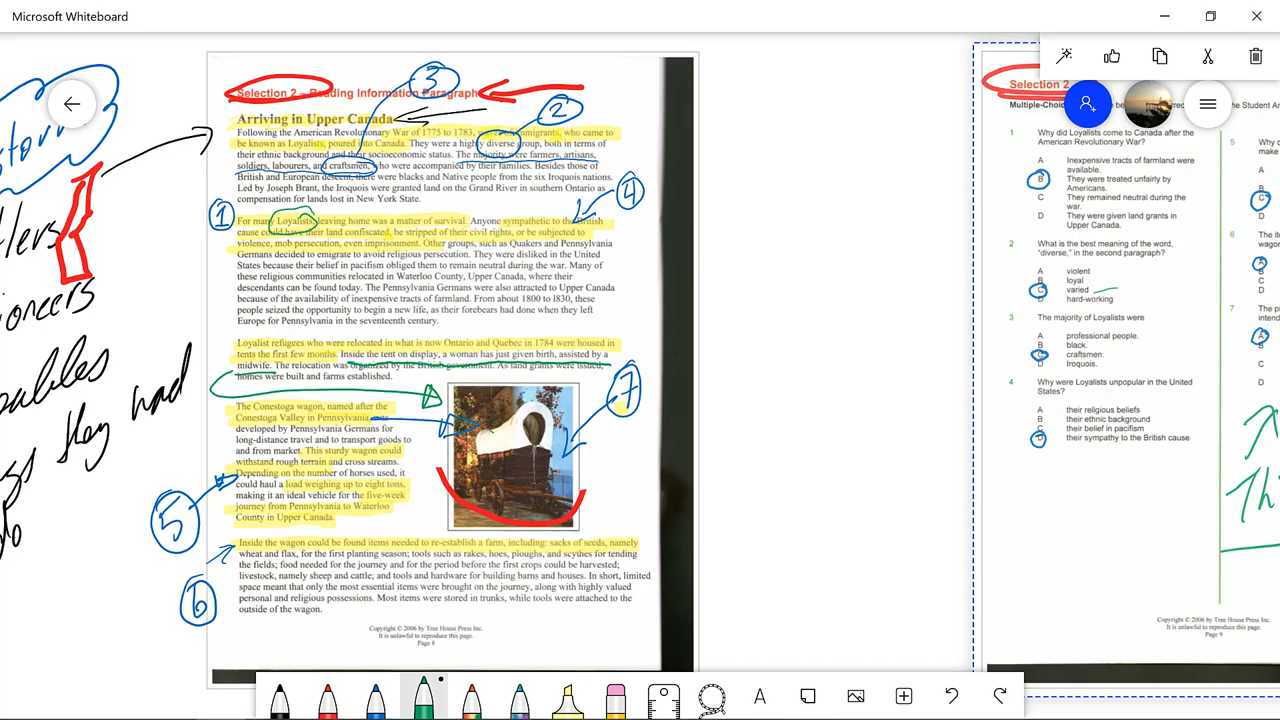 Microsoft Whiteboard
Selection 2 – Reading Information Paragraphs
Arriving in Upper Canada
Following the American Revolutionary War of 1775 to 1783, immigrants, who came to
be known as Loyalists, poured into Canada. They were a highly diverse group, both in terms of
their ethnic background and their socioeconomic status. The majority were farmers, artisans,
soldiers, labourers, and craftsmen, who were accompanied by their families. Besides those of
British and European descent, there were blacks and Native people from the six Iroquois nations.
Led by Joseph Brant, the Iroquois were granted land on the Grand River in southern Ontario as
compensation for lands lost in New York State.
For many Loyalists, leaving home was a matter of survival. Anyone sympathetic to the British
cause could have their land confiscated, be stripped of their civil rights, or be subjected to
violence, mob persecution, even imprisonment. Other groups, such as Quakers and Pennsylvania
Germans decided to emigrate to avoid religious persecution. They were disliked in the United
States because their belief in pacifism obliged them to remain neutral during the war. Many of
these religious communities relocated in Waterloo County, Upper Canada, where their
descendants can be found today. The Pennsylvania Germans were also attracted to Upper Canada
because of the availability of inexpensive tracts of farmland. From about 1800 to 1830, these
people seized the opportunity to begin a new life, as their forebears had done when they left
Europe for Pennsylvania in the seventeenth century.
Loyalist refugees who were relocated in what is now Ontario and Quebec in 1784 were housed in
tents the first few months. Inside the tent on display, a woman has just given birth, assisted by a
midwife. The relocation was organized by the British government. As land grants were issued,
homes were built and farms established.
The Conestoga wagon, named after the
Conestoga Valley in Pennsylvania, was
developed by Pennsylvania Germans for
long-distance travel and to transport goods to
and from market. This sturdy wagon could
withstand rough terrain and cross streams.
Depending on the number of horses used, it
could haul a load weighing up to eight tons,
making it an ideal vehicle for the five-week
journey from Pennsylvania to Waterloo
County in Upper Canada.
Inside the wagon could be found items needed to re-establish a farm, including: sacks of seeds, namely
wheat and flax, for the first planting season; tools such as rakes, hoes, ploughs, and scythes for tending
the fields; food needed for the journey and for the period before the first crops could be harvested;
livestock, namely sheep and cattle; and tools and hardware for building barns and houses. In short, limited
space meant that only the most essential items were brought on the journey, along with highly valued
personal and religious possessions. Most items were stored in trunks, while tools were attached to the
outside of the wagon.
Copyright © 2006 by Tree House Press Inc.
It is unlawful to reproduce this page.
Page 8
1
2
3
4
5
6
7
they had
Selection 2
Multiple-Choice
the Student An
1 Why did Loyalists come to Canada after the
American Revolutionary War?
A Inexpensive tracts of farmland were
available.
B They were treated unfairly by
Americans.
C They remained neutral during the
war.
D They were given land grants in
Upper Canada.
2 What is the best meaning of the word,
"diverse," in the second paragraph?
A violent
B loyal
C varied
D hard-working
3 The majority of Loyalists were
A professional people.
B black.
C craftsmen.
D Iroquois.
4 Why were Loyalists unpopular in the United
States?
A their religious beliefs
B their ethnic background
C their belief in pacifism
D their sympathy to the British cause
5 Why c
make
A
B
C
D
6 The ite
wagon
A
B
C
D
7 The pi
intend
A
B
C
D
Thi
Copyright © 2006 by Tree House Press Inc.
It is unlawful to reproduce this page.
Page 9
A